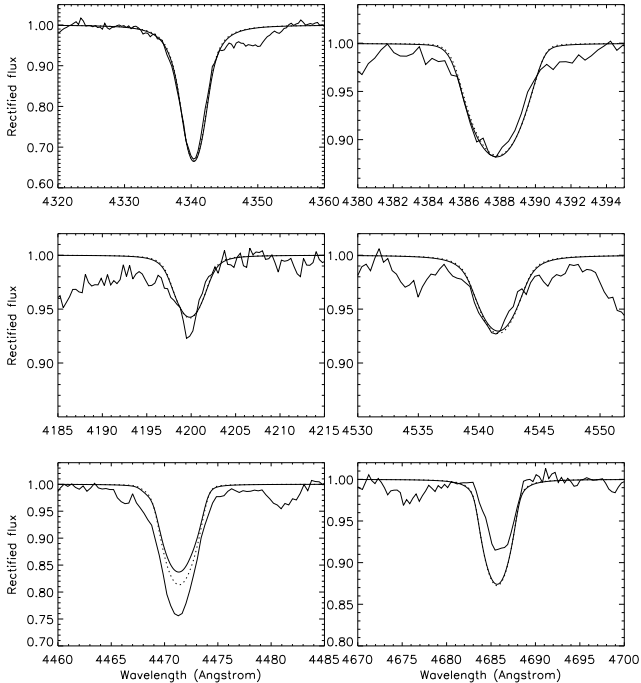 1.00
0.90
0.80
0.70
0.60
Rectified flux
4320 4330 4340 4350 4360
1.00
0.95
0.90
4380 4382 4384 4386 4388 4390 4392 4394
1.00
0.95
0.90
Rectified flux
4185 4190 4195 4200 4205 4210 4215
1.00
0.95
0.90
4530 4535 4540 4545 4550
1.00
0.95
0.90
0.85
0.80
0.75
0.70
Rectified flux
4460 4465 4470 4475 4480 4485
Wavelength (Angstrom)
1.00
0.95
0.90
0.85
0.80
4670 4675 4680 4685 4690 4695 4700
Wavelength (Angstrom)